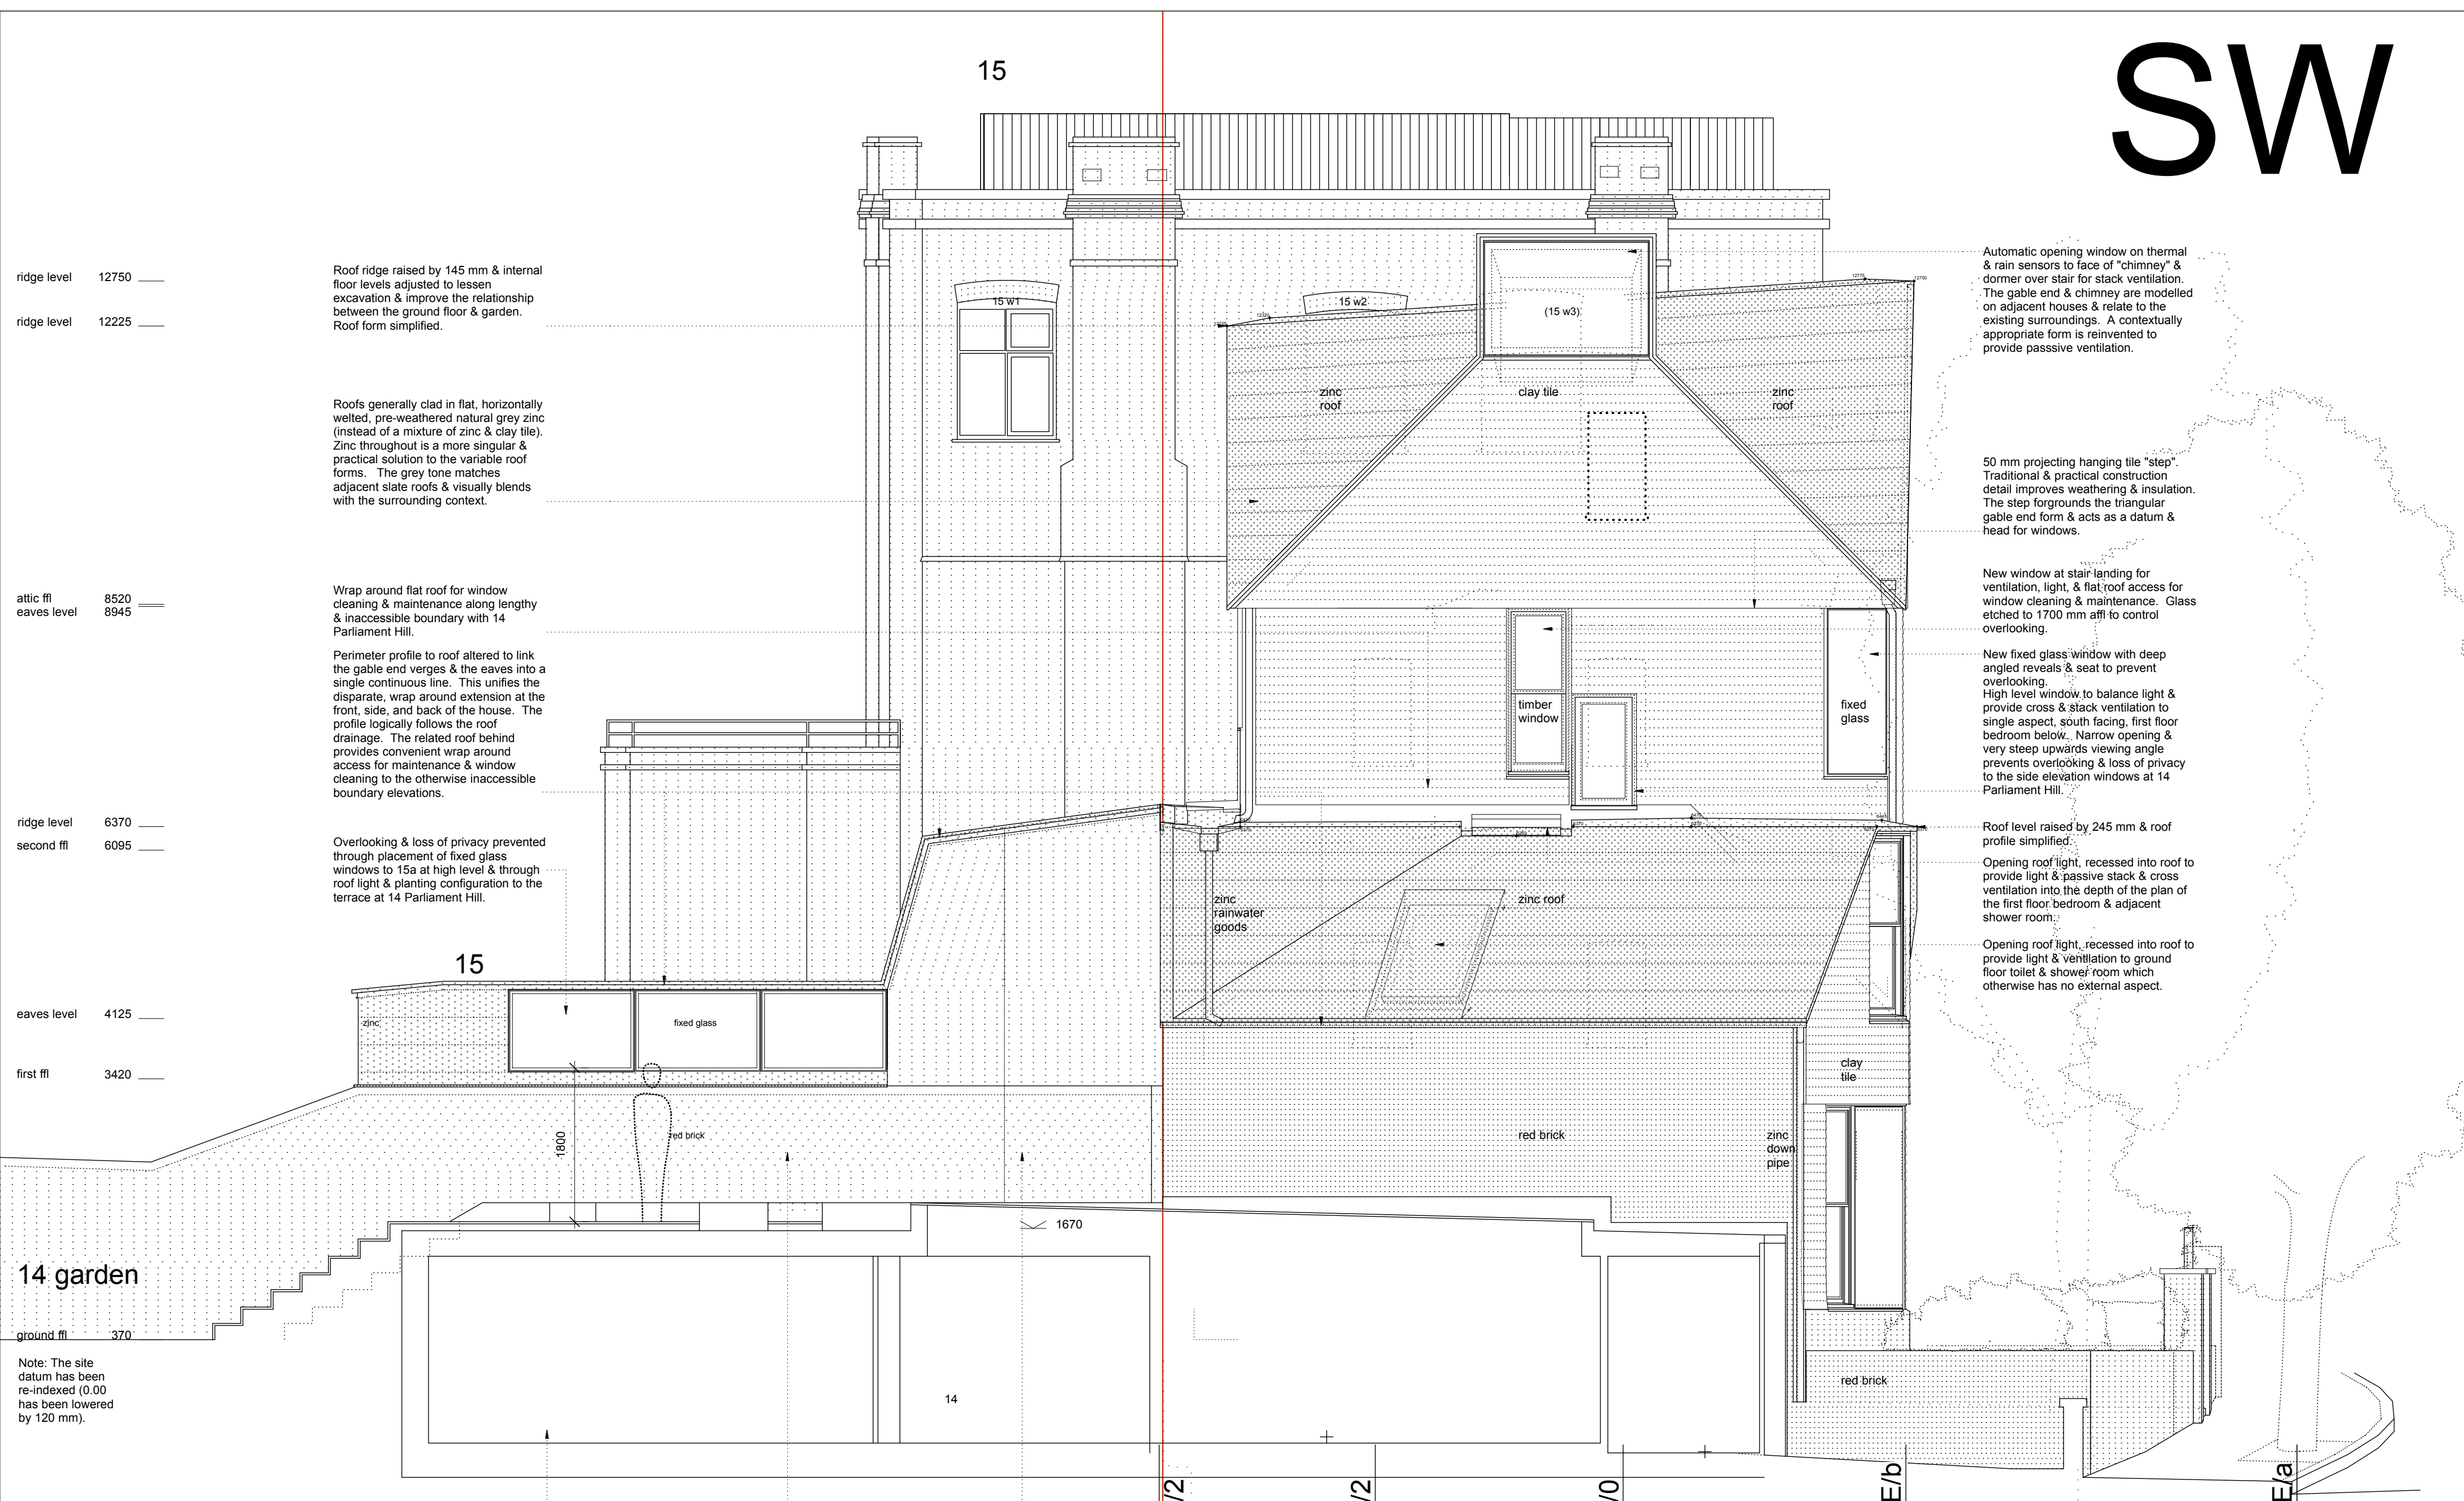 15
SW
ridge level 12750
ridge level 12225
attic ffl 8520
eaves level 8945
ridge level 6370
second ffl 6095
eaves level 4125
first ffl 3420
14 garden
ground ffl 370
Note: The site
datum has been
re-indexed (0.00
has been lowered
by 120 mm).
Roof ridge raised by 145 mm & internal
floor levels adjusted to lessen
excavation & improve the relationship
between the ground floor & garden.
Roof form simplified.
Roofs generally clad in flat, horizontally
welted, pre-weathered natural grey zinc
(instead of a mixture of zinc & clay tile).
Zinc throughout is a more singular &
practical solution to the variable roof
forms. The grey tone matches
adjacent slate roofs & visually blends
with the surrounding context.
Wrap around flat roof for window
cleaning & maintenance along lengthy
& inaccessible boundary with 14
Parliament Hill.
Perimeter profile to roof altered to link
the gable end verges & the eaves into a
single continuous line. This unifies the
disparate, wrap around extension at the
front, side, and back of the house. The
profile logically follows the roof
drainage. The related roof behind
provides convenient wrap around
access for maintenance & window
cleaning to the otherwise inaccessible
boundary elevations.
Overlooking & loss of privacy prevented
through placement of fixed glass
windows to 15a at high level & through
roof light & planting configuration to the
terrace at 14 Parliament Hill.
15
15 w1
15 w2
(15 w3)
12320
12775
12750
zinc
roof
clay tile
zinc
roof
timber
window
fixed
glass
zinc
rainwater
goods
zinc roof
zinc
fixed glass
clay
tile
1800
red brick
red brick
zinc
down
pipe
1670
14
red brick
/2
/2
/0
E/b
E/a
Automatic opening window on thermal
& rain sensors to face of "chimney" &
dormer over stair for stack ventilation.
The gable end & chimney are modelled
on adjacent houses & relate to the
existing surroundings. A contextually
appropriate form is reinvented to
provide passsive ventilation.
50 mm projecting hanging tile "step".
Traditional & practical construction
detail improves weathering & insulation.
The step forgrounds the triangular
gable end form & acts as a datum &
head for windows.
New window at stair landing for
ventilation, light, & flat roof access for
window cleaning & maintenance. Glass
etched to 1700 mm affl to control
overlooking.
New fixed glass window with deep
angled reveals & seat to prevent
overlooking.
High level window to balance light &
provide cross & stack ventilation to
single aspect, south facing, first floor
bedroom below. Narrow opening &
very steep upwards viewing angle
prevents overlooking & loss of privacy
to the side elevation windows at 14
Parliament Hill.
Roof level raised by 245 mm & roof
profile simplified.
Opening roof light, recessed into roof to
provide light & passive stack & cross
ventilation into the depth of the plan of
the first floor bedroom & adjacent
shower room.
Opening roof light, recessed into roof to
provide light & ventilation to ground
floor toilet & shower room which
otherwise has no external aspect.